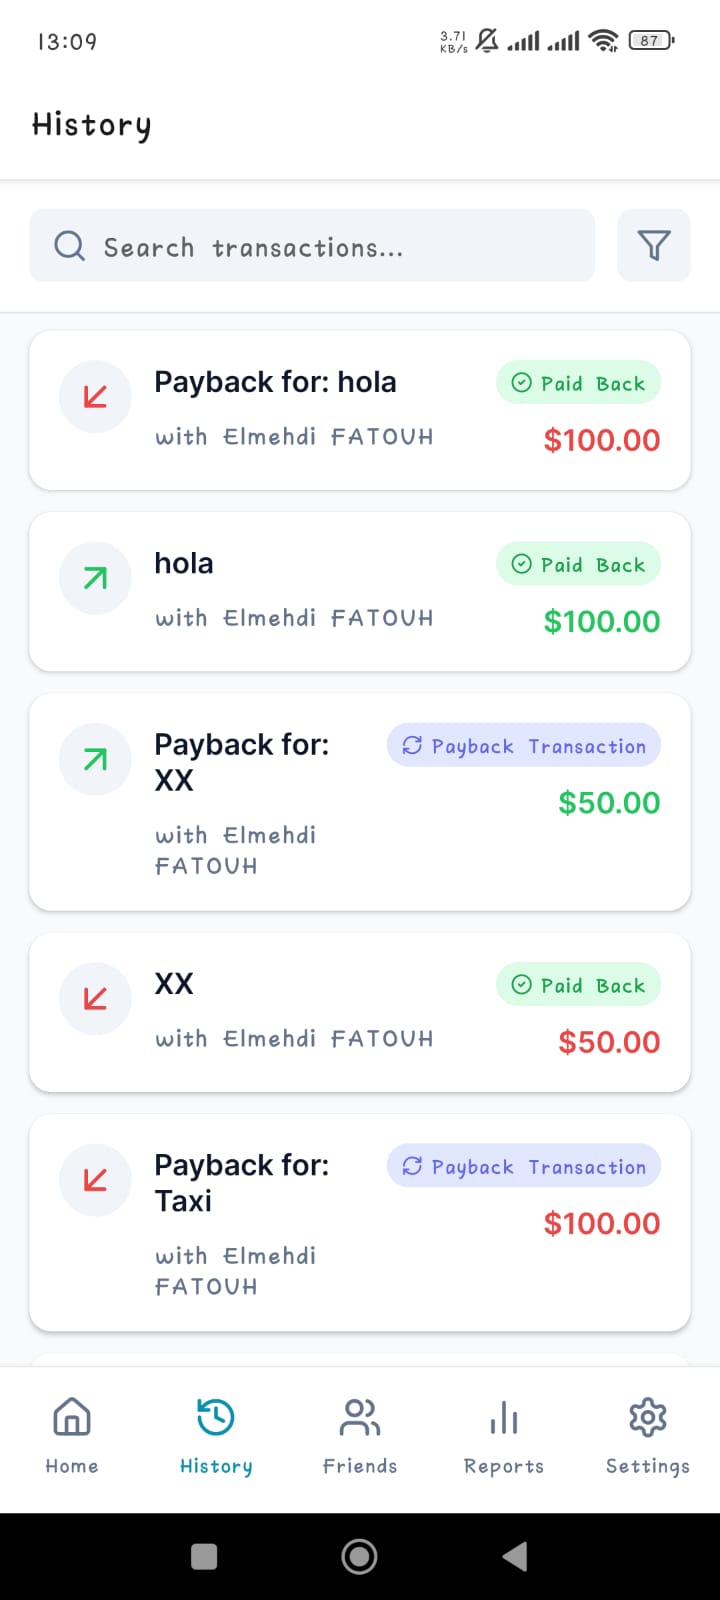 13:09
3.71
KB/s
87
History
Search transactions...
Payback for: hola
Paid Back
with Elmehdi FATOUH
$100.00
hola
Paid Back
with Elmehdi FATOUH
$100.00
Payback for:
XX
Payback Transaction
$50.00
with Elmehdi
FATOUH
XX
Paid Back
with Elmehdi FATOUH
$50.00
Payback for:
Taxi
Payback Transaction
$100.00
with Elmehdi
FATOUH
Home
History
Friends
Reports
Settings